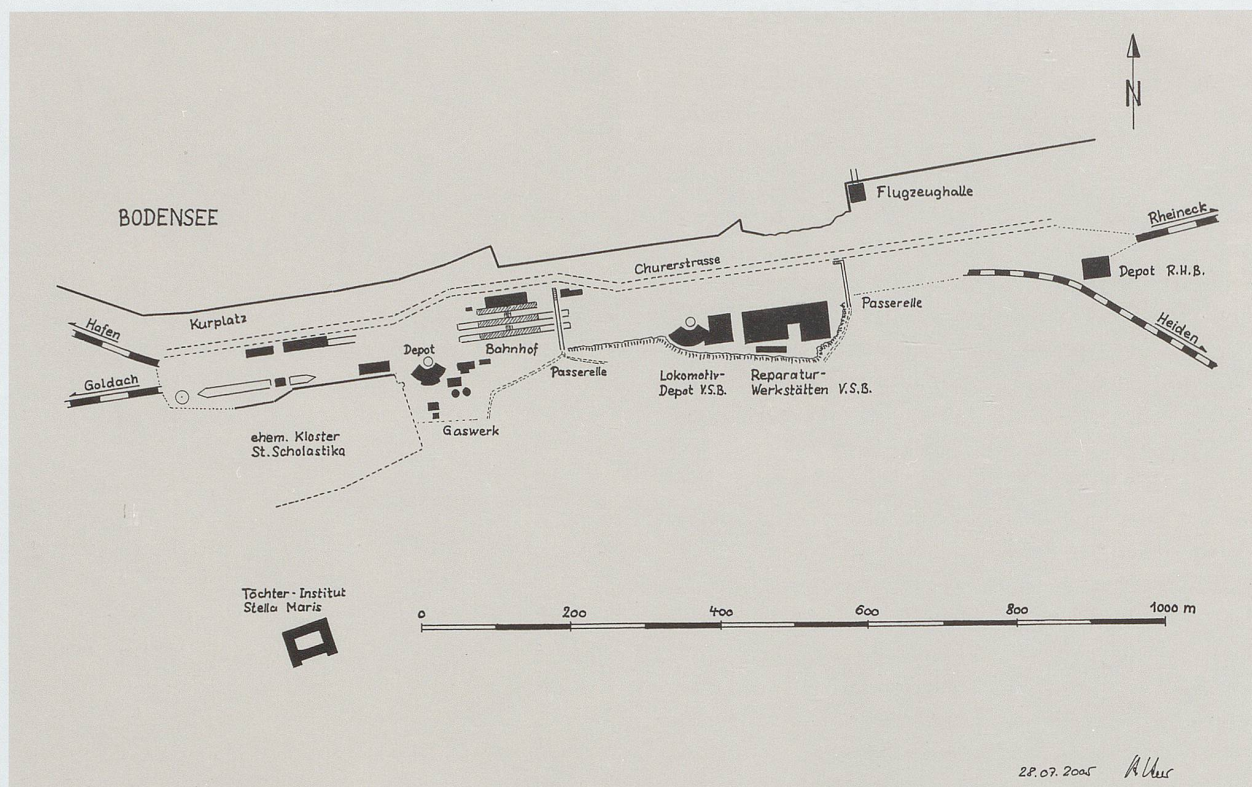 N
BODENSEE
Flugzeughalle
Rheineck
Churerstrasse
Depot R.H.B.
Passerelle
Kurplatz
Hafen
Heiden
Depot
Bahnhof
Passerelle
Goldach
Lokomotiv-
Depot V.S.B.
Reparatur-
Werkstätten V.S.B.
Gaswerk
ehem. Kloster
St. Scholastika
Töchter-Institut
Stella Maris
0 200 400 600 800 1000 m
28.07.2005